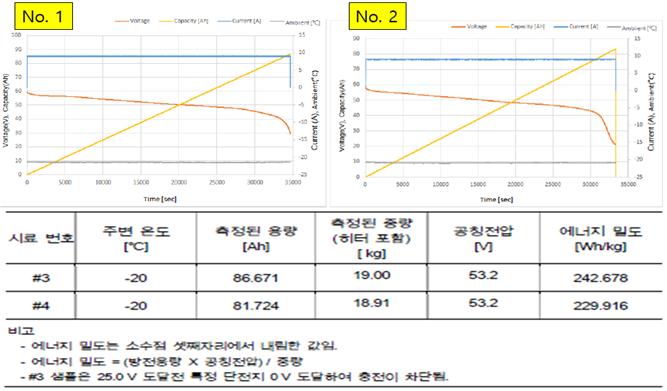 No. 1
No. 2
Voltage Capacity [Ah] Current [A] Ambient [°C]
Voltage Capacity [Ah] Current [A] Ambient [°C]
Voltage(V), Capacity(Ah)
100
90
80
70
60
50
40
30
20
10
0
15
10
5
0
-5
-10
-15
-20
-25
Current (A), Ambient(°C)
0 5000 10000 15000 20000 25000 30000 35000
Time [sec]
Voltage(V), Capacity(Ah)
90
80
70
60
50
40
30
20
10
0
15
10
5
0
-5
-10
-15
-20
-25
Current (A), Ambient(°C)
0 5000 10000 15000 20000 25000 30000 35000
Time [sec]
시료 번호 주변 온도 [°C] 측정된 용량 [Ah] 측정된 중량 (히터 포함) [kg] 공칭전압 [V] 에너지 밀도 [Wh/kg]
#3 -20 86.671 19.00 53.2 242.678
#4 -20 81.724 18.91 53.2 229.916
비고
- 에너지 밀도는 소수점 셋째자리에서 내림한 값임.
- 에너지 밀도 = (방전용량 X 공칭전압) / 중량
- #3 샘플은 25.0 V 도달전 특정 단전지 0 V 도달하여 충전이 차단됨.